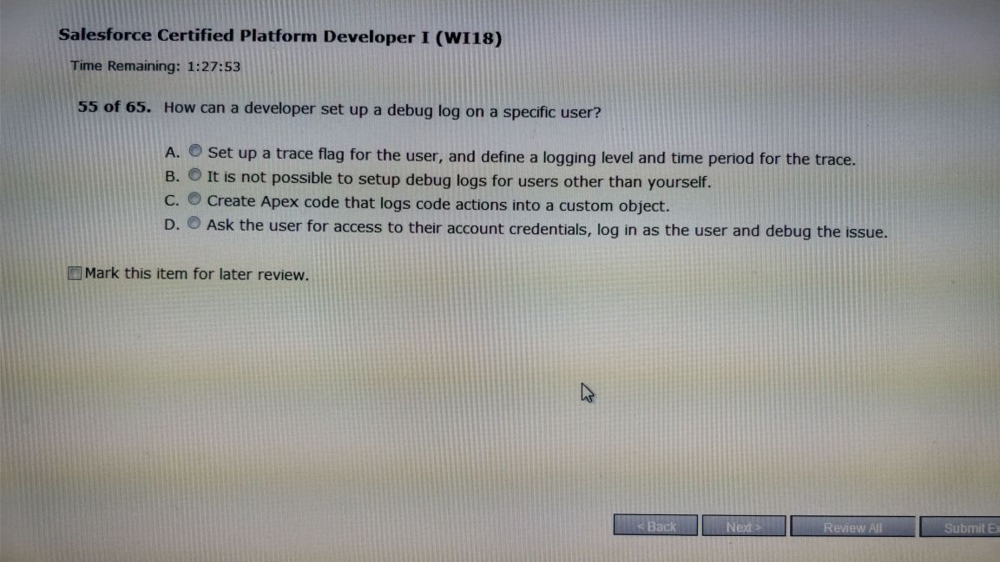 Salesforce Certified Platform Developer I (WI18)
Time Remaining: 1:27:53
55 of 65. How can a developer set up a debug log on a specific user?
A. Set up a trace flag for the user, and define a logging level and time period for the trace.
B. It is not possible to setup debug logs for users other than yourself.
C. Create Apex code that logs code actions into a custom object.
D. Ask the user for access to their account credentials, log in as the user and debug the issue.
Mark this item for later review.
< Back Next > Review All Submit Ex